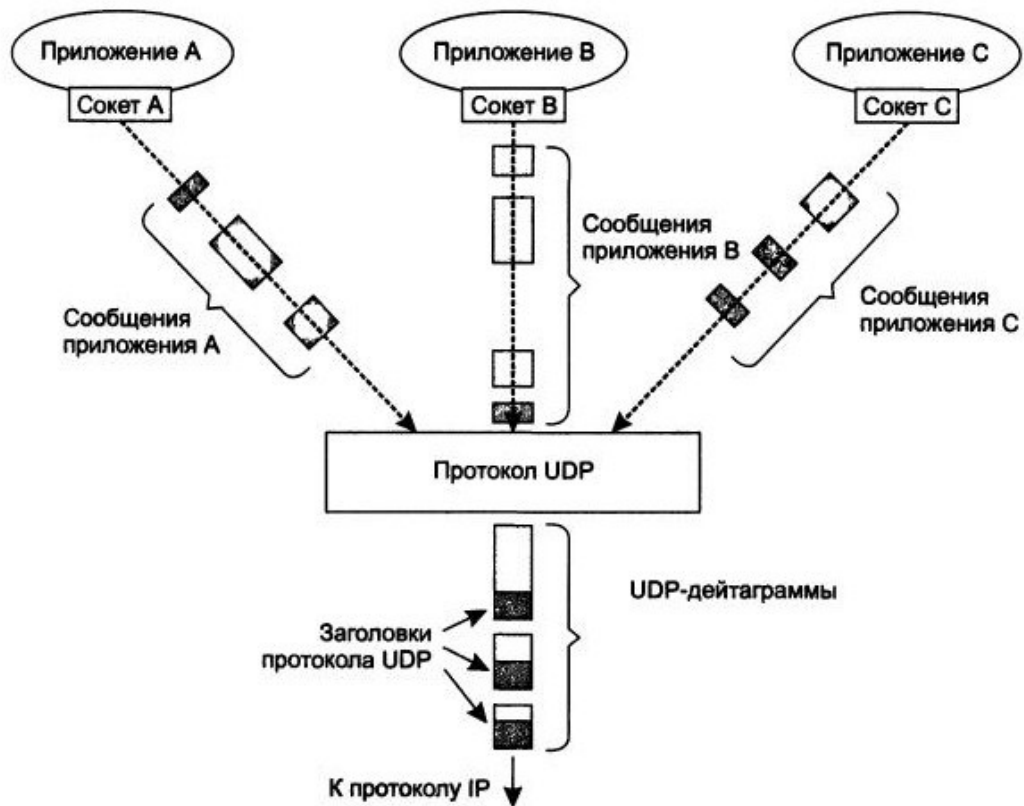 Приложение A
Приложение B
Приложение C
Сокет A
Сокет B
Сокет C
Сообщения
приложения A
Сообщения
приложения B
Сообщения
приложения C
Протокол UDP
UDP-дейтаграммы
Заголовки
протокола UDP
К протоколу IP